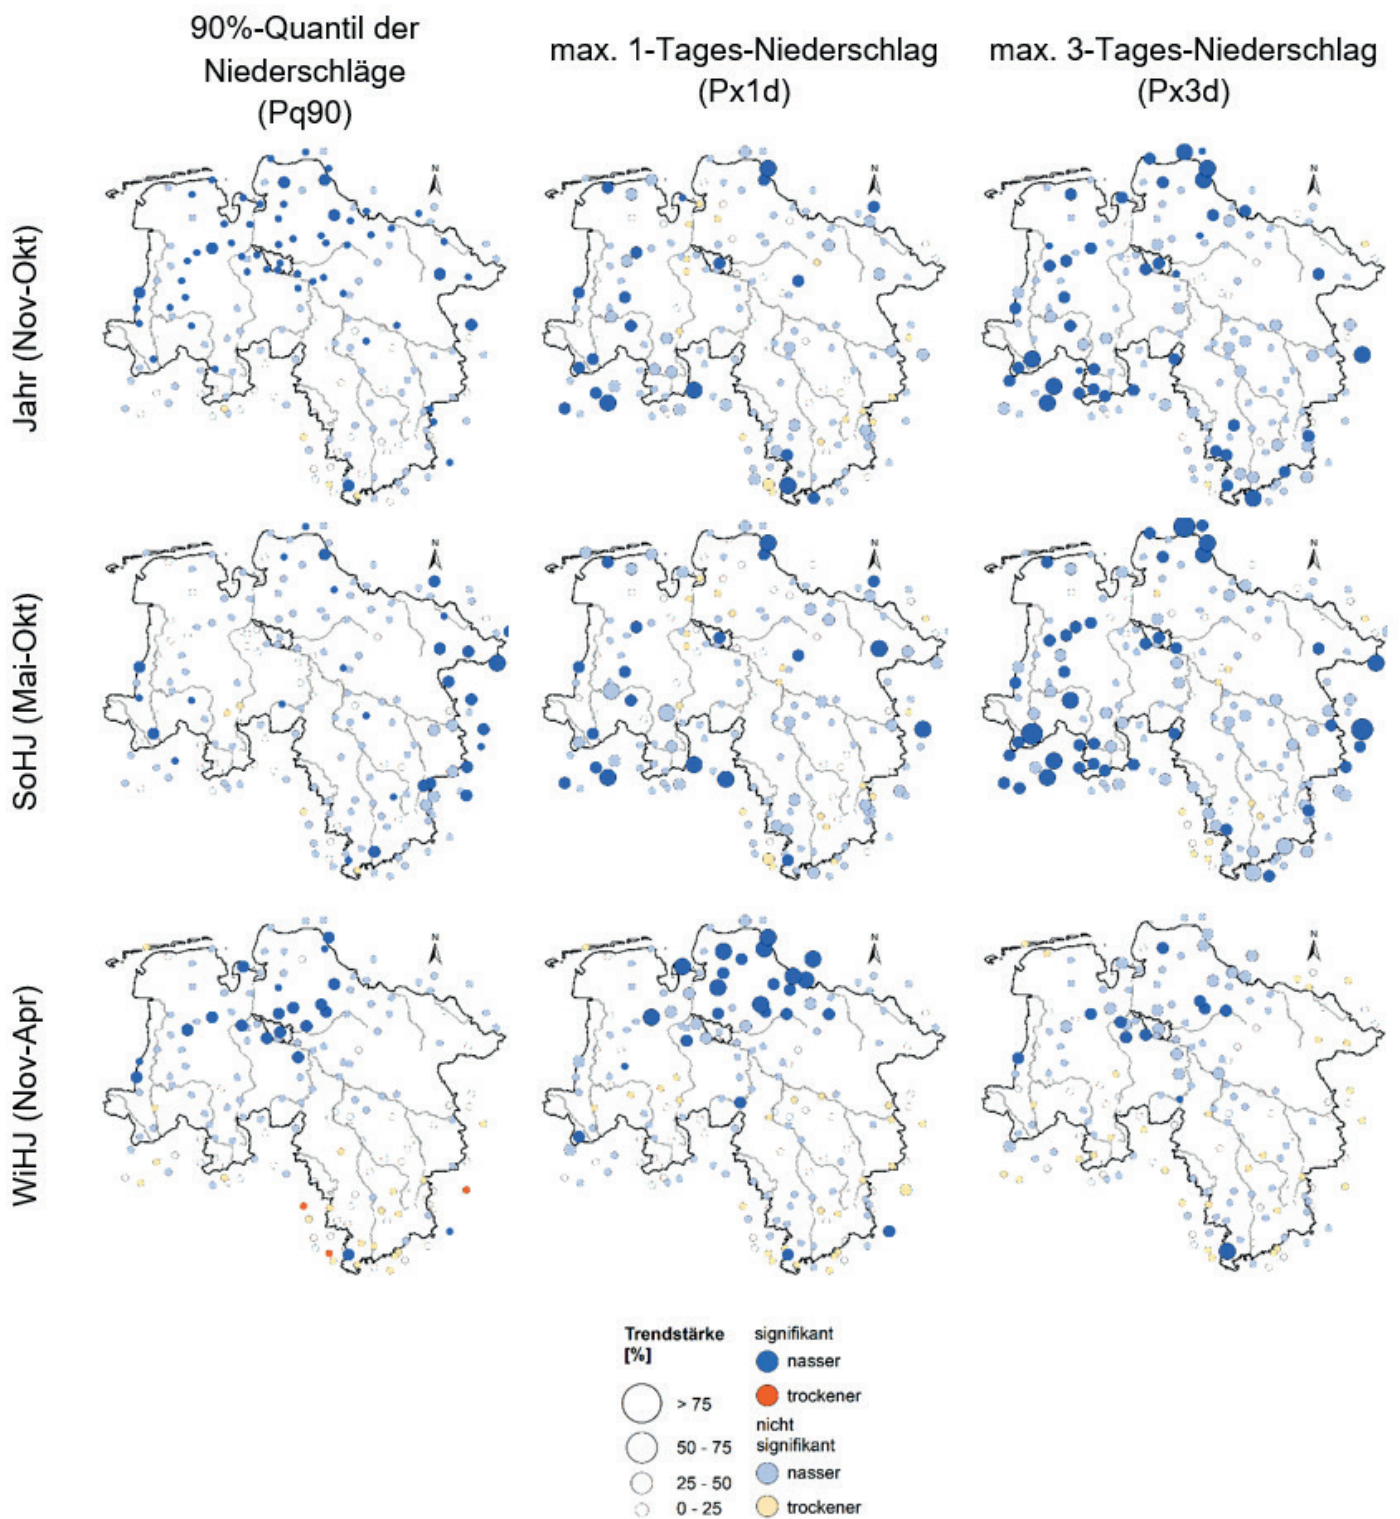 90%-Quantil der
Niederschläge
(Pq90)
max. 1-Tages-Niederschlag
(Px1d)
max. 3-Tages-Niederschlag
(Px3d)
Jahr (Nov-Okt)
N
N
N
SoHJ (Mai-Okt)
N
N
N
WiHJ (Nov-Apr)
N
N
N
Trendstärke
[%]
> 75
50 - 75
25 - 50
0 - 25
signifikant
nasser
trockener
nicht
signifikant
nasser
trockener